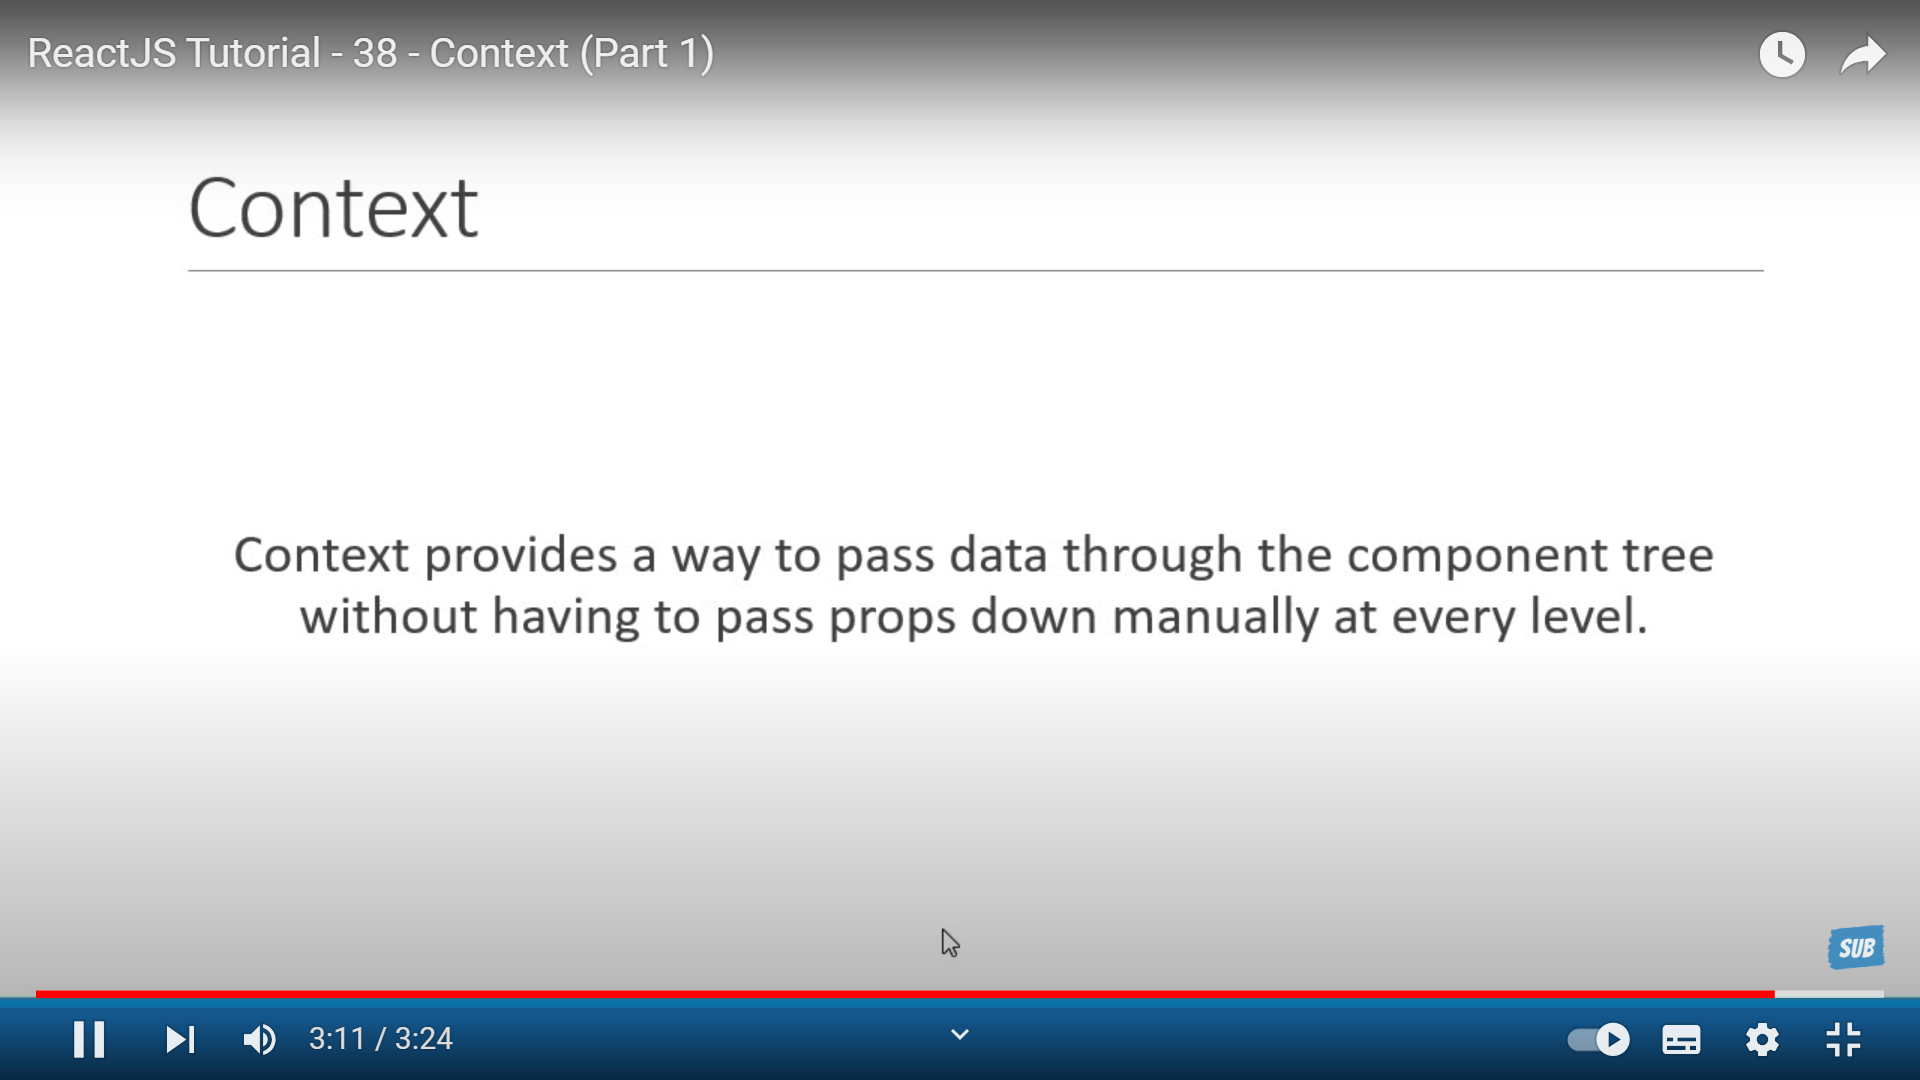 ReactJS Tutorial - 38 - Context (Part 1)
Context
Context provides a way to pass data through the component tree
without having to pass props down manually at every level.
SUB
3:11 / 3:24